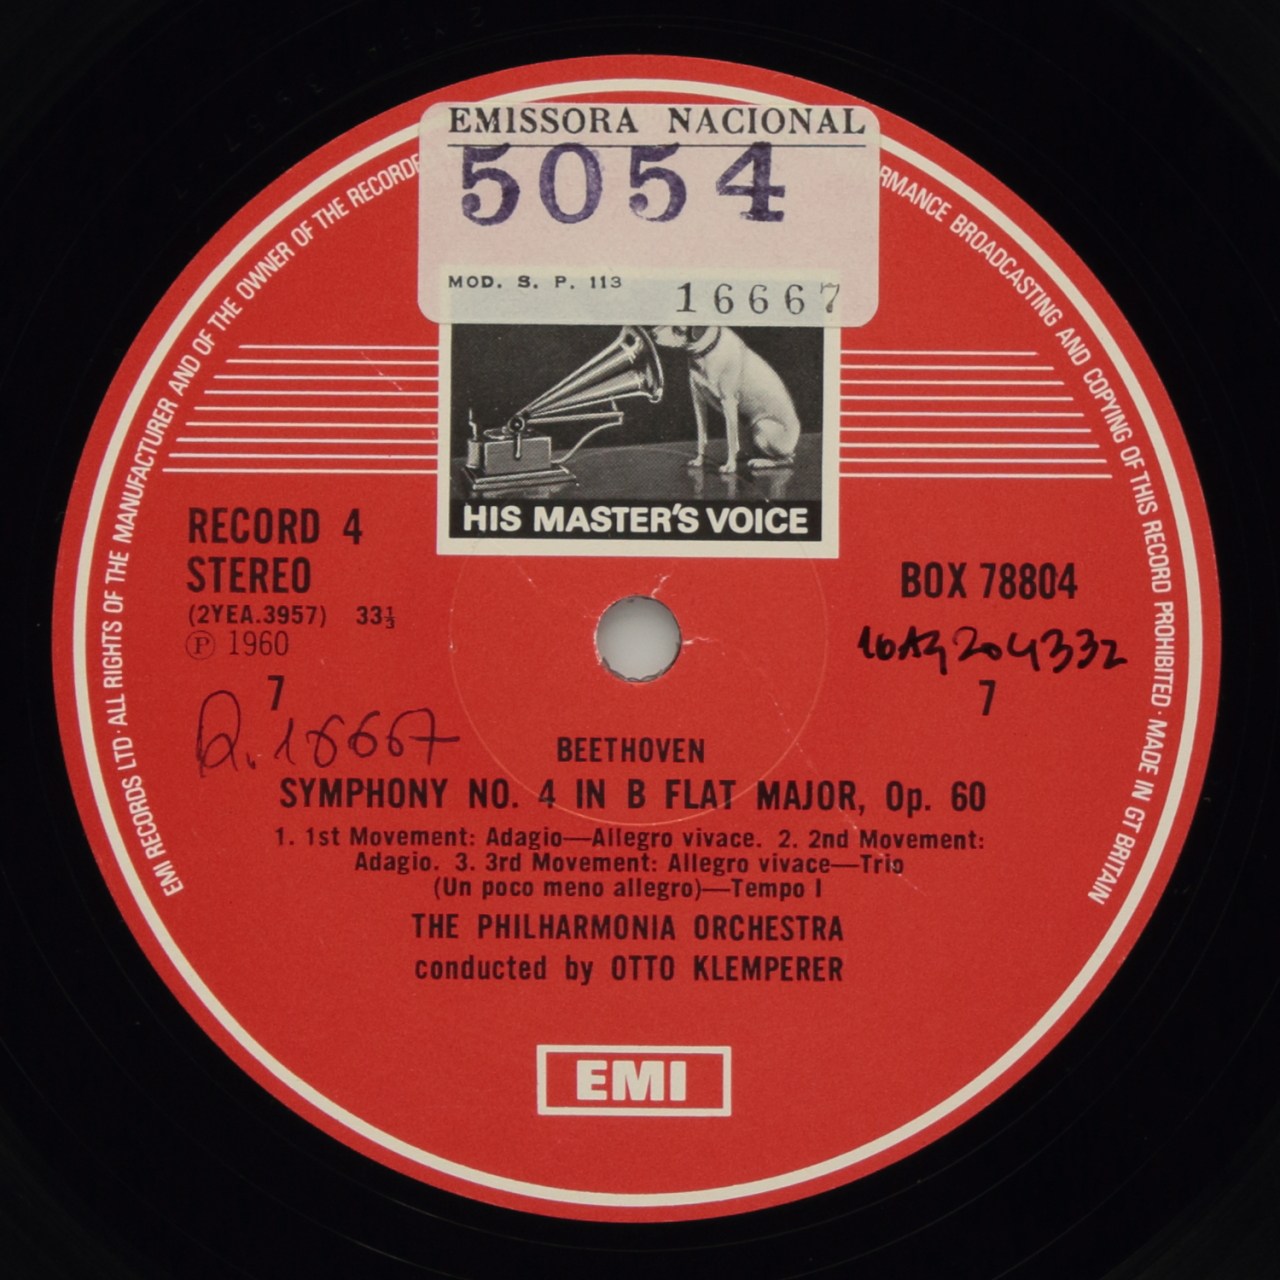 EMISSORA NACIONAL
5054
MOD. S. P. 113
16667
HIS MASTER'S VOICE
RECORD 4
STEREO
(2YEA.3957) 33⅓
℗ 1960
7
BOX 78804
7
R.16667
BEETHOVEN
SYMPHONY NO. 4 IN B FLAT MAJOR, Op. 60
1. 1st Movement: Adagio—Allegro vivace. 2. 2nd Movement:
Adagio. 3. 3rd Movement: Allegro vivace—Trio
(Un poco meno allegro)—Tempo I
THE PHILHARMONIA ORCHESTRA
conducted by OTTO KLEMPERER
EMI
EMI RECORDS LTD · ALL RIGHTS OF THE MANUFACTURER AND OF THE OWNER OF THE RECORDE
RMANCE BROADCASTING AND COPYING OF THIS RECORD PROHIBITED · MADE IN GT BRITAIN